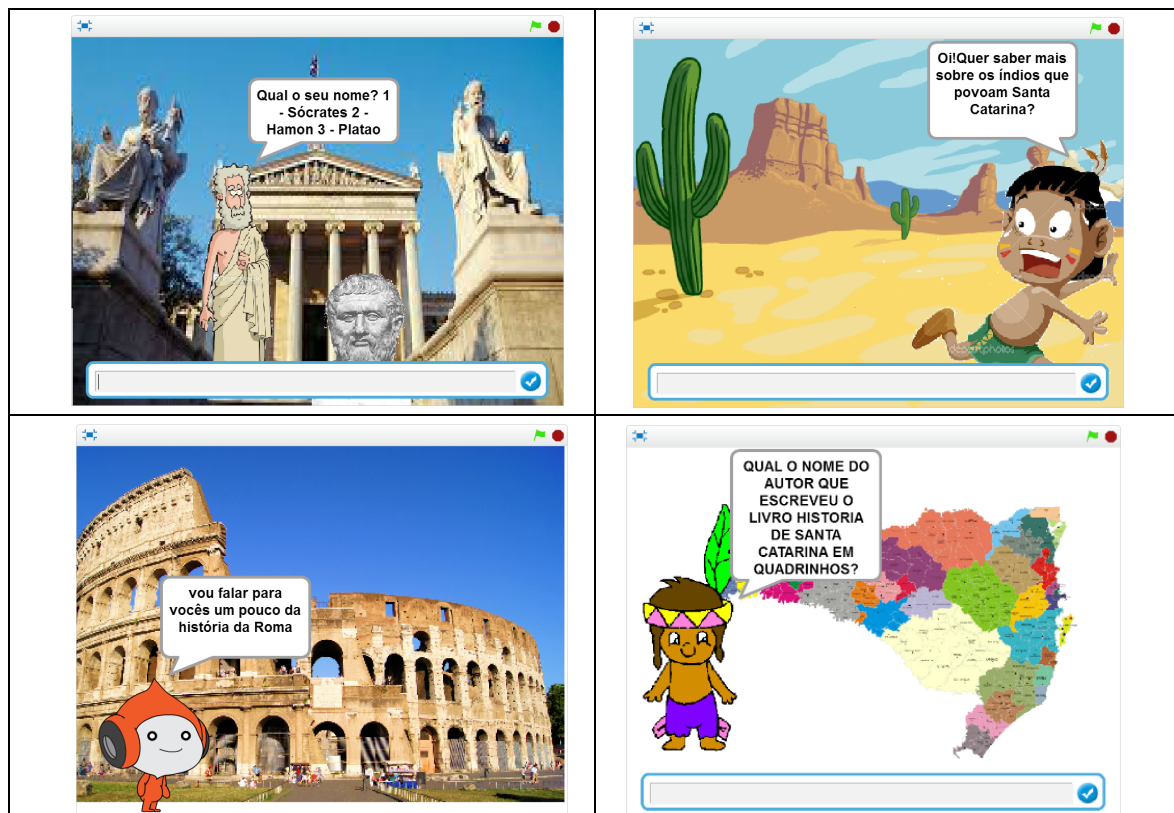 Qual o seu nome? 1
- Sócrates 2 -
Hamon 3 - Platao
Oi!Quer saber mais
sobre os índios que
povoam Santa
Catarina?
depositphotos
vou falar para
vocês um pouco da
história da Roma
QUAL O NOME DO
AUTOR QUE
ESCREVEU O
LIVRO HISTORIA
DE SANTA
CATARINA EM
QUADRINHOS?